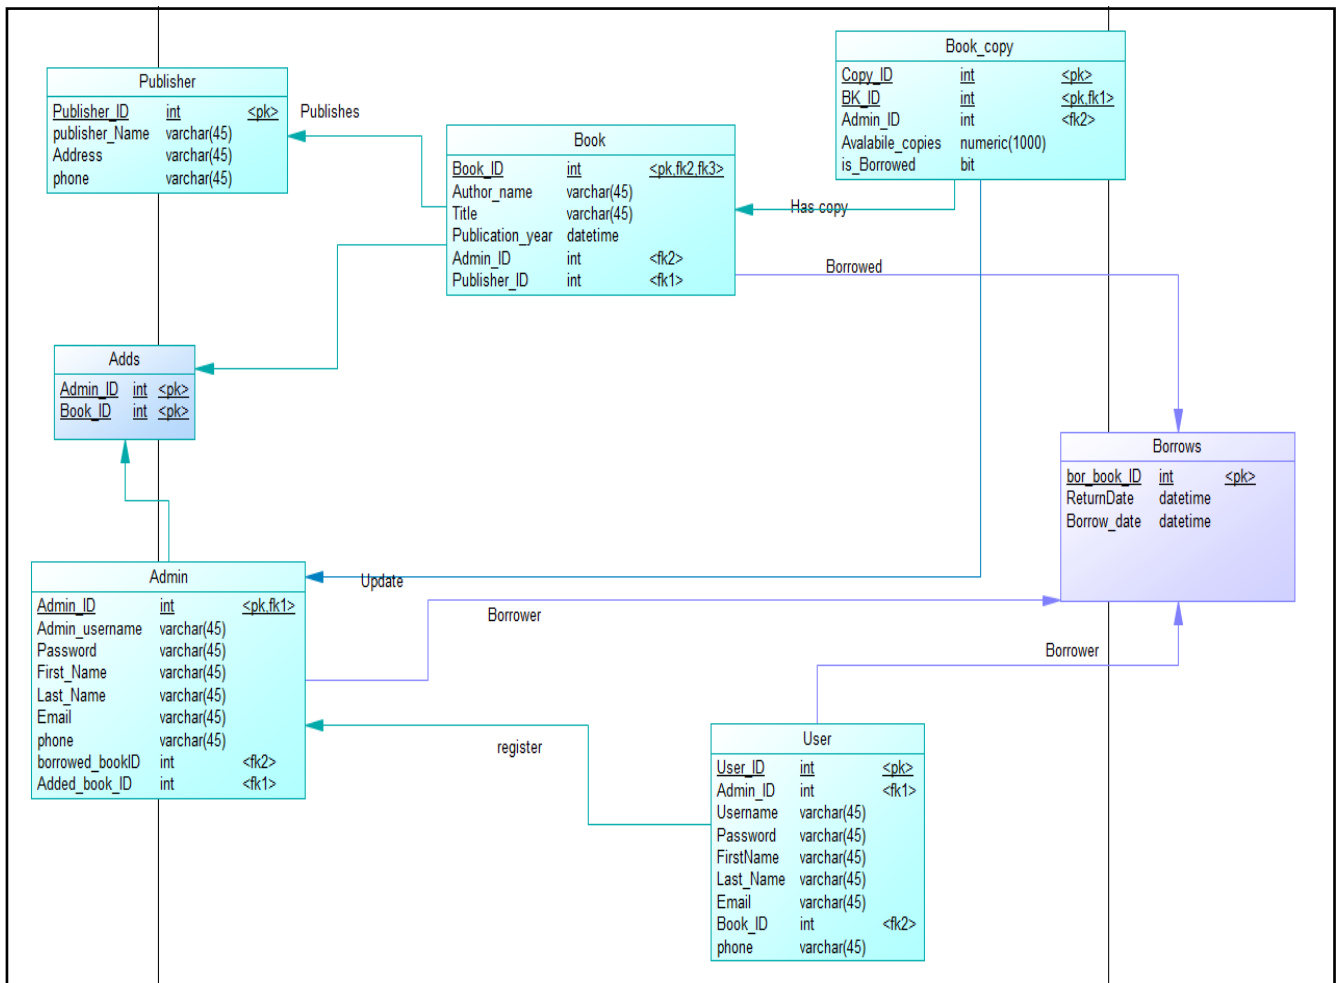 Publisher
Publisher_ID int <pk>
publisher_Name varchar(45)
Address varchar(45)
phone varchar(45)
Publishes
Book
Book_ID int <pk,fk2,fk3>
Author_name varchar(45)
Title varchar(45)
Publication_year datetime
Admin_ID int <fk2>
Publisher_ID int <fk1>
Book_copy
Copy_ID int <pk>
BK_ID int <pk,fk1>
Admin_ID int <fk2>
Avalabile_copies numeric(1000)
is_Borrowed bit
Has copy
Borrowed
Adds
Admin_ID int <pk>
Book_ID int <pk>
Borrows
bor_book_ID int <pk>
ReturnDate datetime
Borrow_date datetime
Admin
Admin_ID int <pk,fk1>
Admin_username varchar(45)
Password varchar(45)
First_Name varchar(45)
Last_Name varchar(45)
Email varchar(45)
phone varchar(45)
borrowed_bookID int <fk2>
Added_book_ID int <fk1>
Update
Borrower
Borrower
register
User
User_ID int <pk>
Admin_ID int <fk1>
Username varchar(45)
Password varchar(45)
FirstName varchar(45)
Last_Name varchar(45)
Email varchar(45)
Book_ID int <fk2>
phone varchar(45)